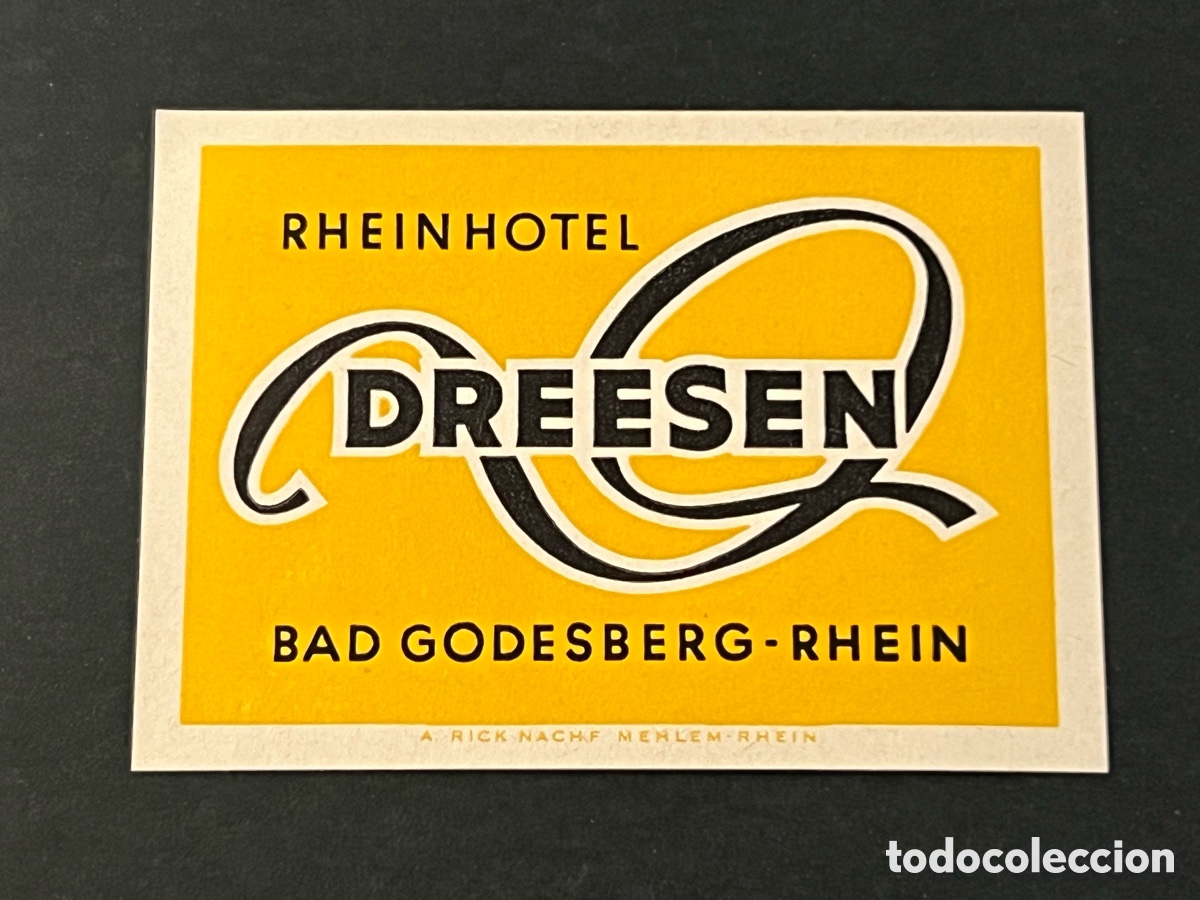 RHEINHOTEL
DREESEN
BAD GODESBERG-RHEIN
A. RICK NACHF MEHLEM-RHEIN
todocoleccion